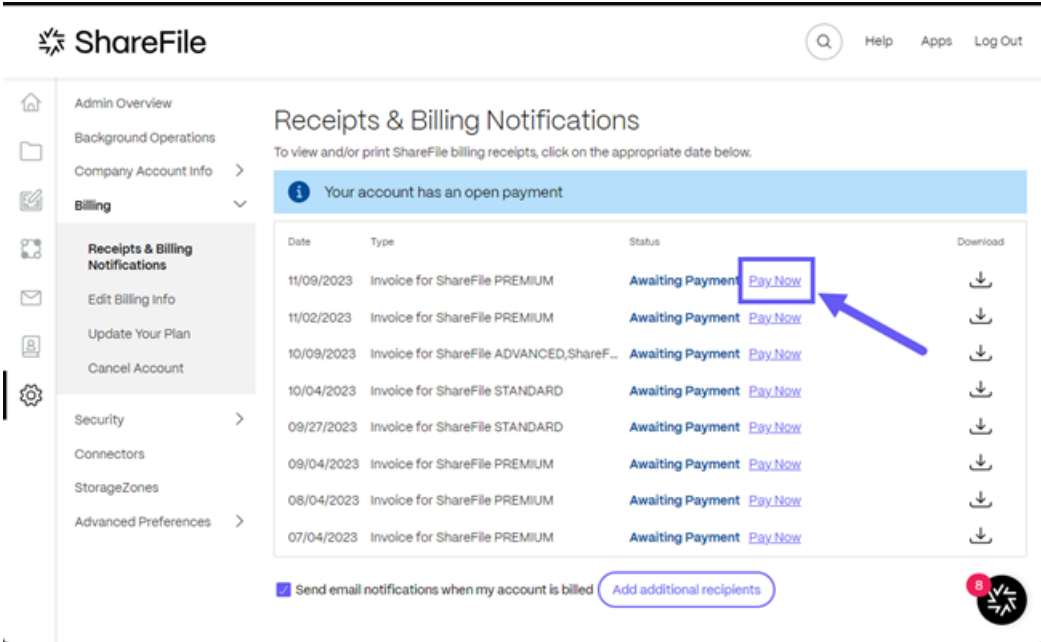 ShareFile
Help Apps Log Out
Admin Overview
Background Operations
Company Account Info
Billing
Receipts & Billing
Notifications
Edit Billing Info
Update Your Plan
Cancel Account
Security
Connectors
StorageZones
Advanced Preferences
Receipts & Billing Notifications
To view and/or print ShareFile billing receipts, click on the appropriate date below.
Your account has an open payment
Date Type Status Download
11/09/2023 Invoice for ShareFile PREMIUM Awaiting Payment Pay Now
11/02/2023 Invoice for ShareFile PREMIUM Awaiting Payment Pay Now
10/09/2023 Invoice for ShareFile ADVANCED,ShareF... Awaiting Payment Pay Now
10/04/2023 Invoice for ShareFile STANDARD Awaiting Payment Pay Now
09/27/2023 Invoice for ShareFile STANDARD Awaiting Payment Pay Now
09/04/2023 Invoice for ShareFile PREMIUM Awaiting Payment Pay Now
08/04/2023 Invoice for ShareFile PREMIUM Awaiting Payment Pay Now
07/04/2023 Invoice for ShareFile PREMIUM Awaiting Payment Pay Now
Send email notifications when my account is billed Add additional recipients
8